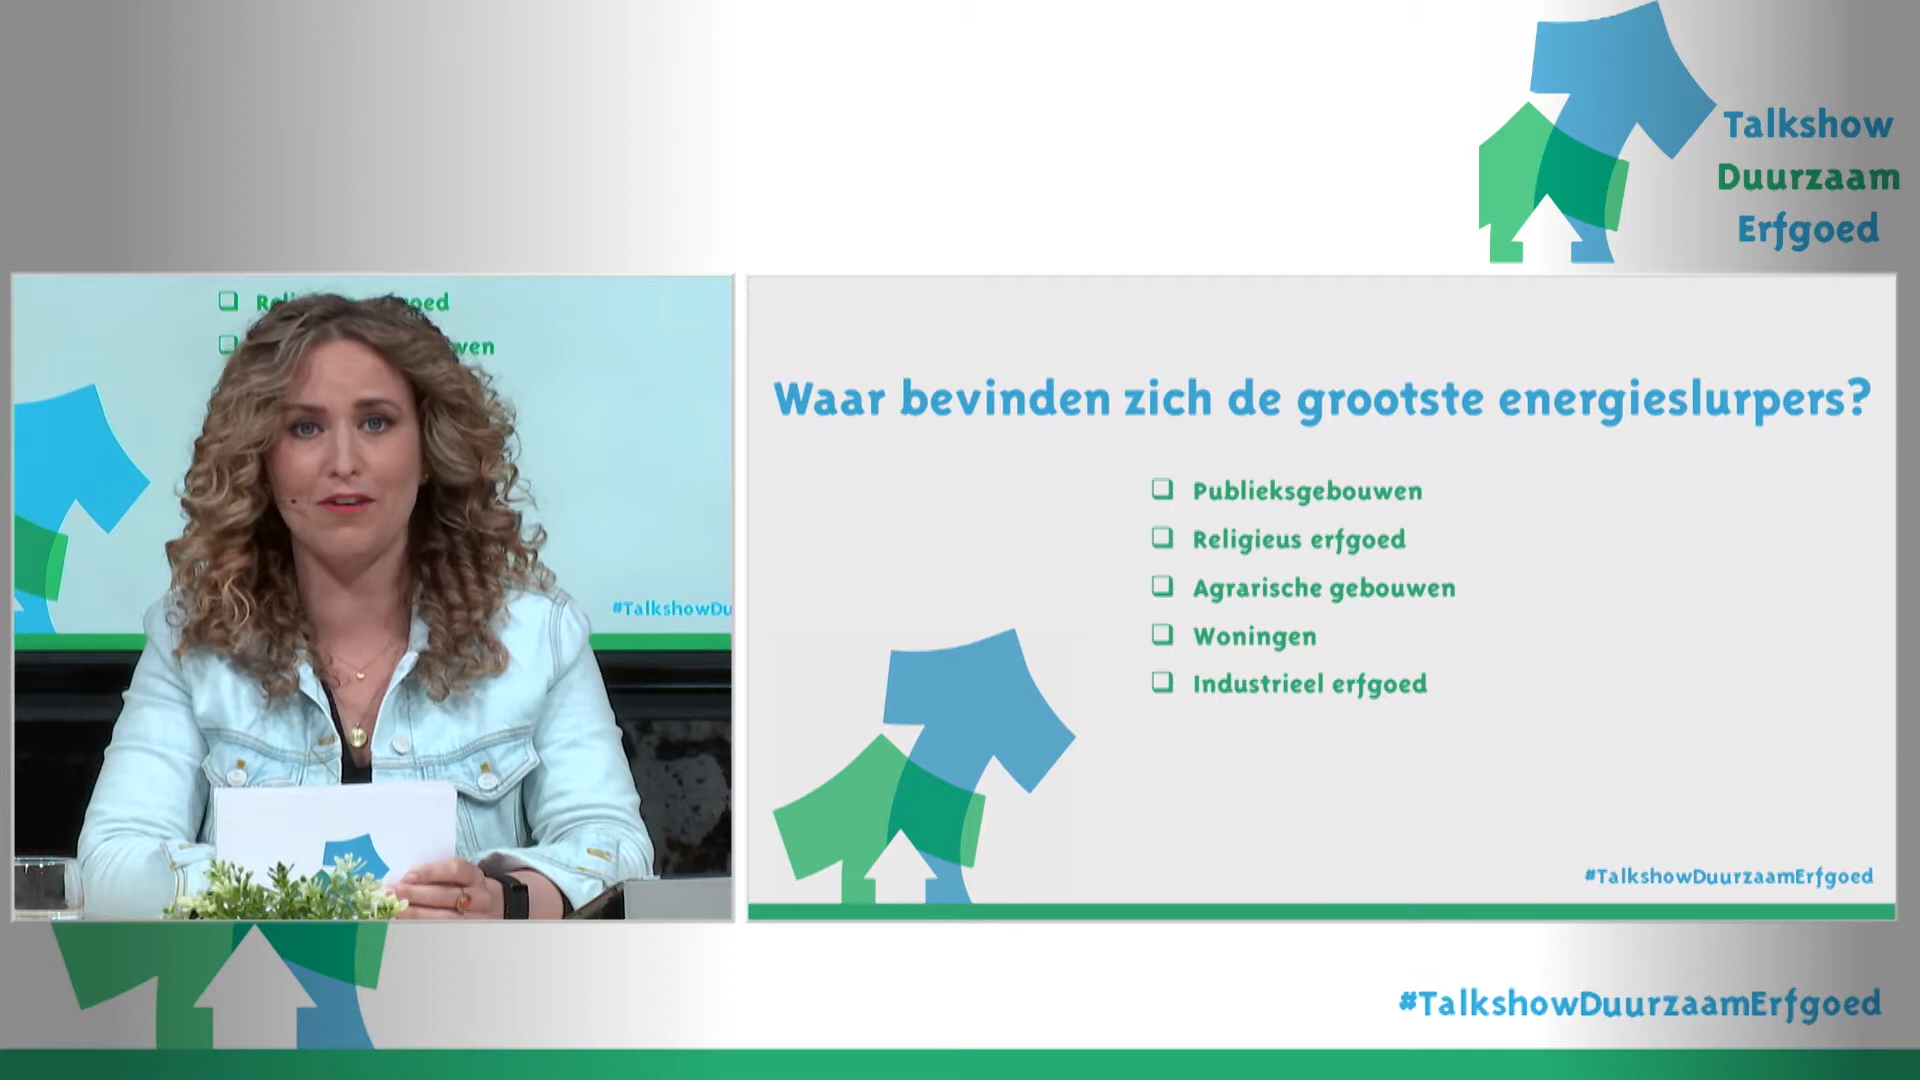 Talkshow
Duurzaam
Erfgoed
Waar bevinden zich de grootste energieslurpers?
Publieksgebouwen
Religieus erfgoed
Agrarische gebouwen
Woningen
Industrieel erfgoed
#TalkshowDuurzaamErfgoed
#TalkshowDu
#TalkshowDuurzaamErfgoed